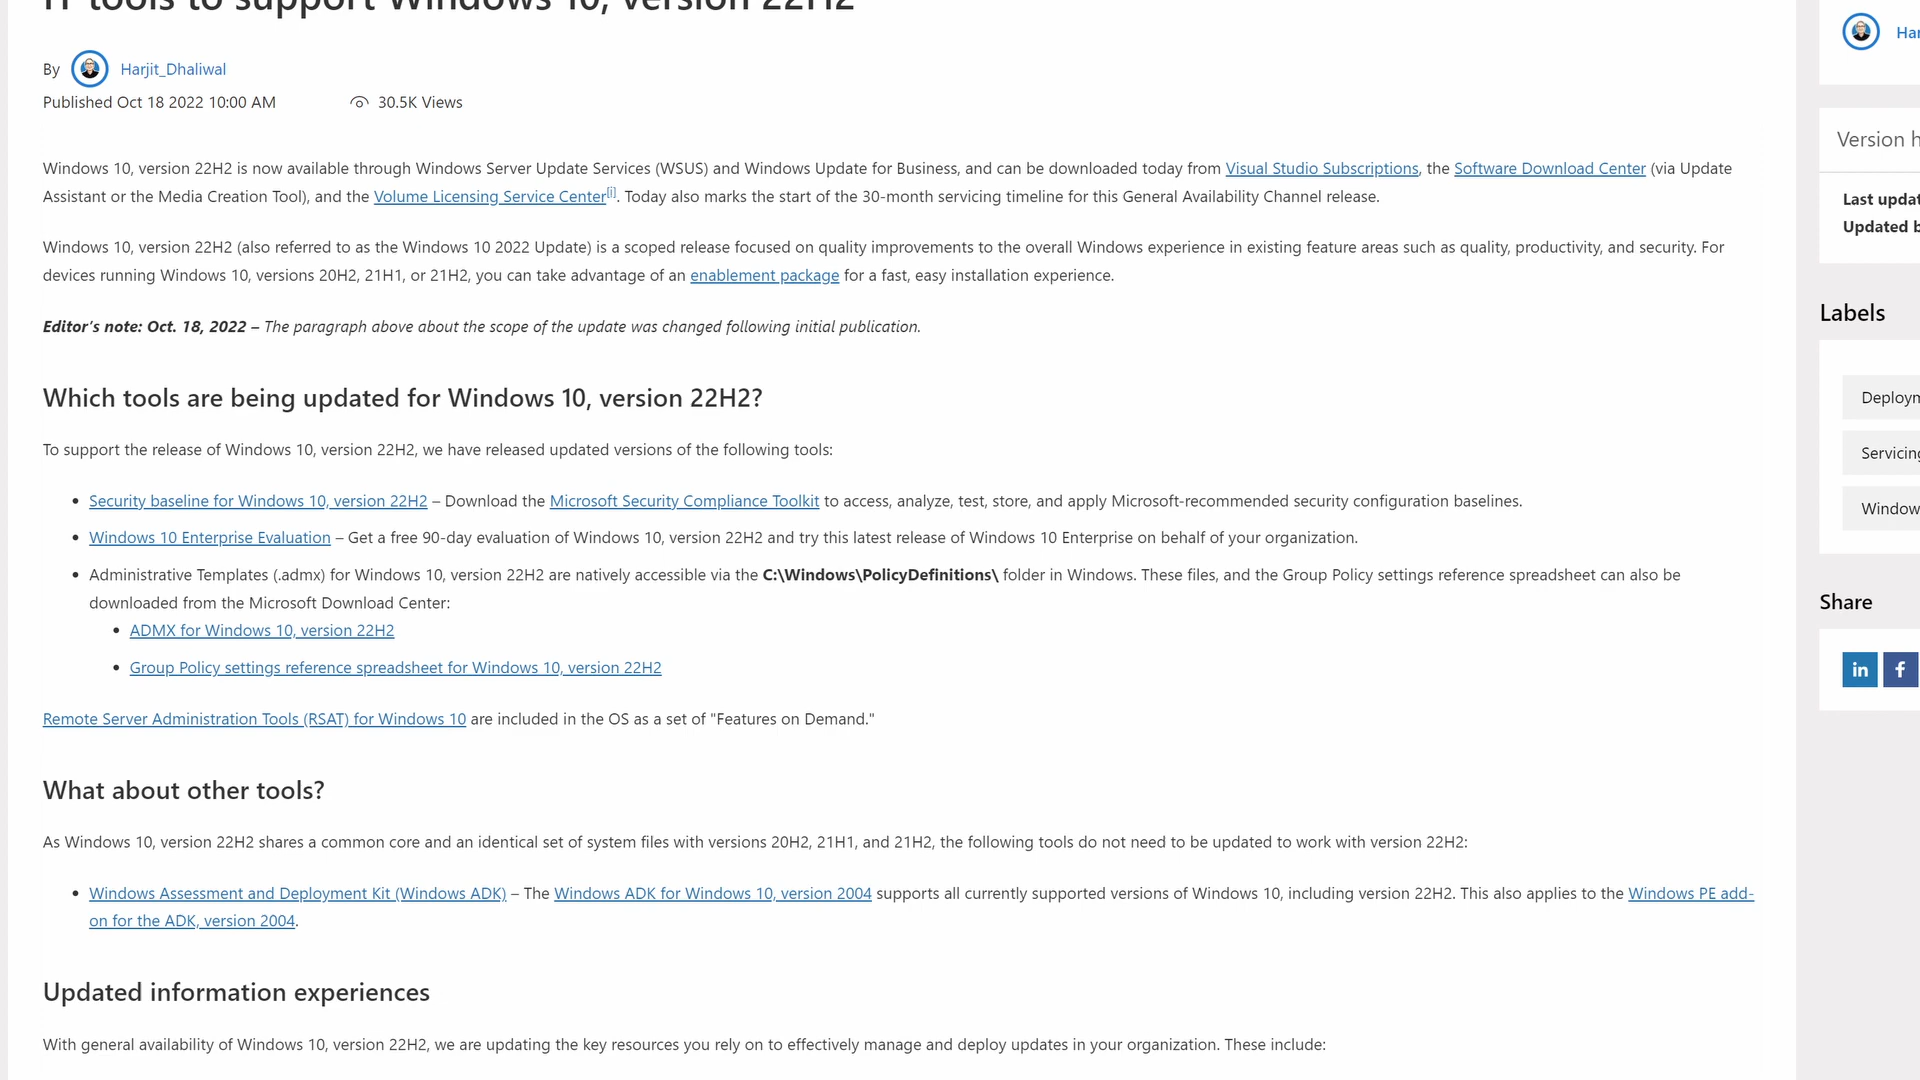 IT tools to support Windows 10, version 22H2
By Harjit_Dhaliwal
Published Oct 18 2022 10:00 AM 30.5K Views
Windows 10, version 22H2 is now available through Windows Server Update Services (WSUS) and Windows Update for Business, and can be downloaded today from Visual Studio Subscriptions, the Software Download Center (via Update
Assistant or the Media Creation Tool), and the Volume Licensing Service Center[i]. Today also marks the start of the 30-month servicing timeline for this General Availability Channel release.
Windows 10, version 22H2 (also referred to as the Windows 10 2022 Update) is a scoped release focused on quality improvements to the overall Windows experience in existing feature areas such as quality, productivity, and security. For
devices running Windows 10, versions 20H2, 21H1, or 21H2, you can take advantage of an enablement package for a fast, easy installation experience.
Editor's note: Oct. 18, 2022 – The paragraph above about the scope of the update was changed following initial publication.
Which tools are being updated for Windows 10, version 22H2?
To support the release of Windows 10, version 22H2, we have released updated versions of the following tools:
• Security baseline for Windows 10, version 22H2 – Download the Microsoft Security Compliance Toolkit to access, analyze, test, store, and apply Microsoft-recommended security configuration baselines.
• Windows 10 Enterprise Evaluation – Get a free 90-day evaluation of Windows 10, version 22H2 and try this latest release of Windows 10 Enterprise on behalf of your organization.
• Administrative Templates (.admx) for Windows 10, version 22H2 are natively accessible via the C:\Windows\PolicyDefinitions\ folder in Windows. These files, and the Group Policy settings reference spreadsheet can also be
downloaded from the Microsoft Download Center:
• ADMX for Windows 10, version 22H2
• Group Policy settings reference spreadsheet for Windows 10, version 22H2
Remote Server Administration Tools (RSAT) for Windows 10 are included in the OS as a set of "Features on Demand."
What about other tools?
As Windows 10, version 22H2 shares a common core and an identical set of system files with versions 20H2, 21H1, and 21H2, the following tools do not need to be updated to work with version 22H2:
• Windows Assessment and Deployment Kit (Windows ADK) – The Windows ADK for Windows 10, version 2004 supports all currently supported versions of Windows 10, including version 22H2. This also applies to the Windows PE add-
on for the ADK, version 2004.
Updated information experiences
With general availability of Windows 10, version 22H2, we are updating the key resources you rely on to effectively manage and deploy updates in your organization. These include:
Har
Version h
Last updat
Updated b
Labels
Deploym
Servicing
Window
Share
in f